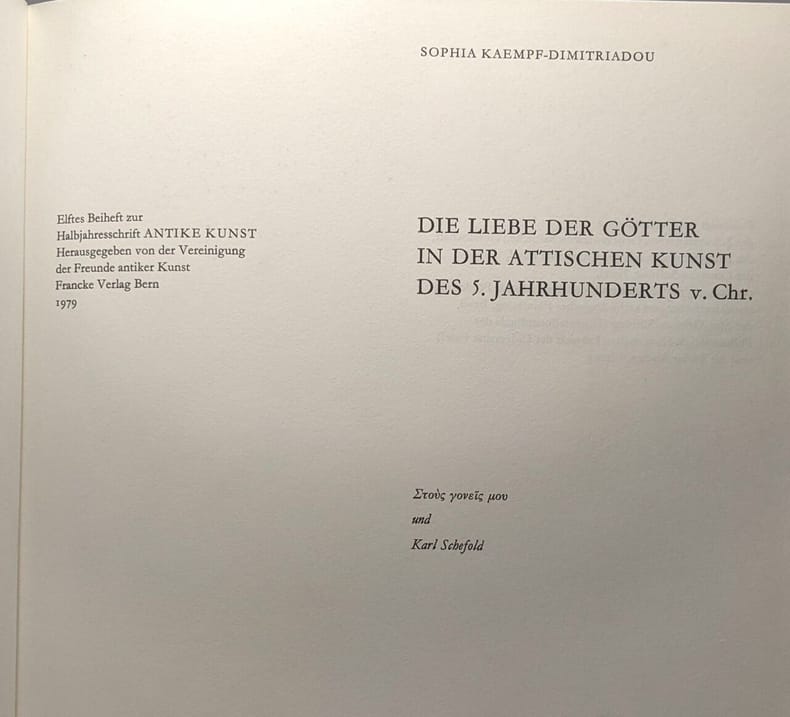 SOPHIA KAEMPF-DIMITRIADOU
Elftes Beiheft zur
Halbjahresschrift ANTIKE KUNST
Herausgegeben von der Vereinigung
der Freunde antiker Kunst
Francke Verlag Bern
1979
DIE LIEBE DER GÖTTER
IN DER ATTISCHEN KUNST
DES 5. JAHRHUNDERTS v. Chr.
Στοὺς γονεῖς μου
und
Karl Schefold